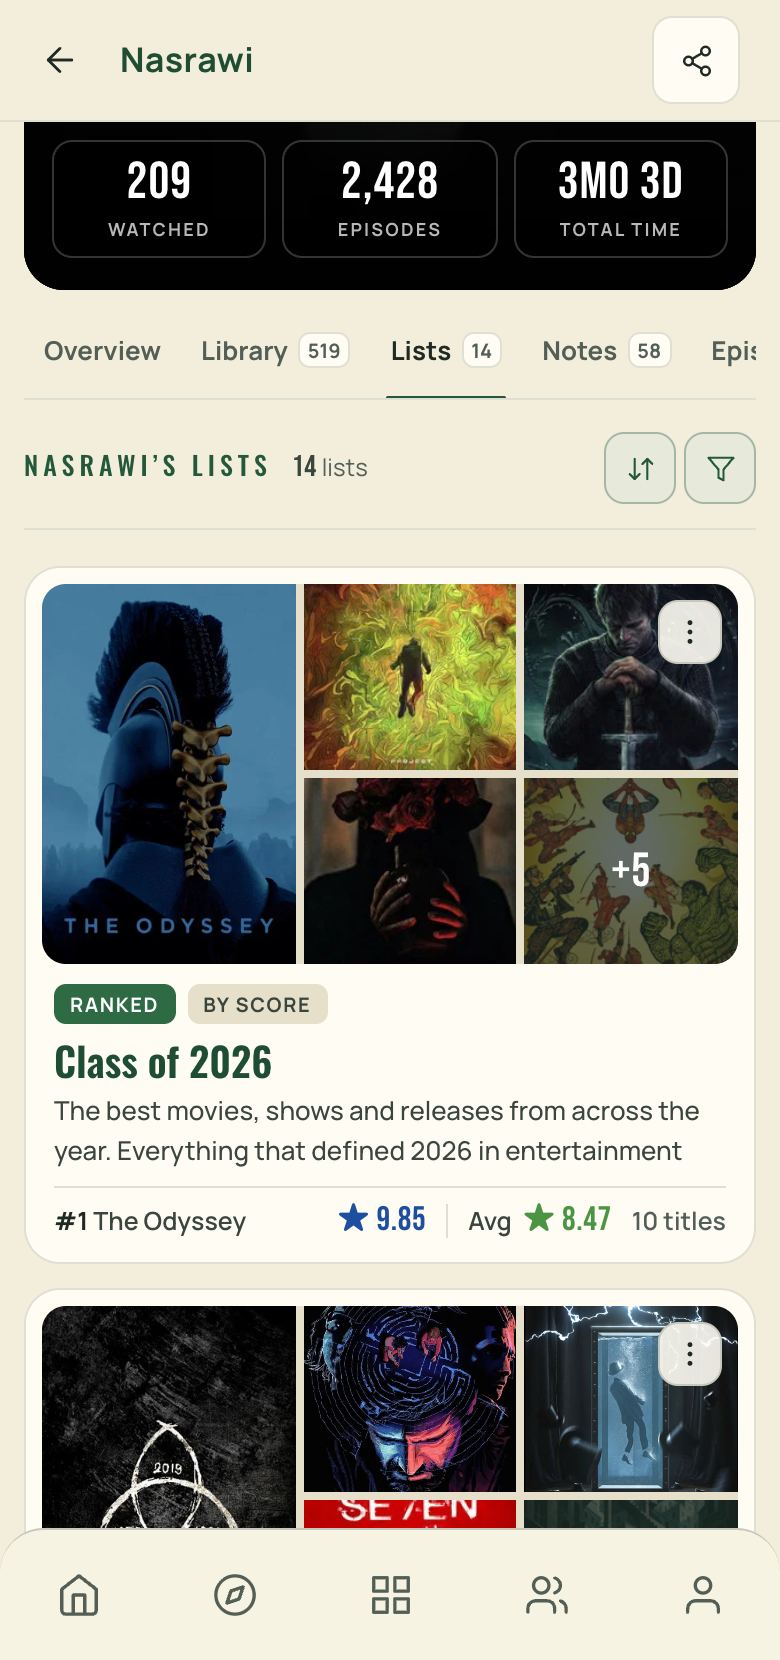 Nasrawi
209
WATCHED
2,428
EPISODES
3MO 3D
TOTAL TIME
Overview Library 519 Lists 14 Notes 58 Epis
NASRAWI’S LISTS 14 lists
THE ODYSSEY
PROJECT
+5
RANKED BY SCORE
Class of 2026
The best movies, shows and releases from across the
year. Everything that defined 2026 in entertainment
#1 The Odyssey 9.85 Avg 8.47 10 titles
2019
SE7EN